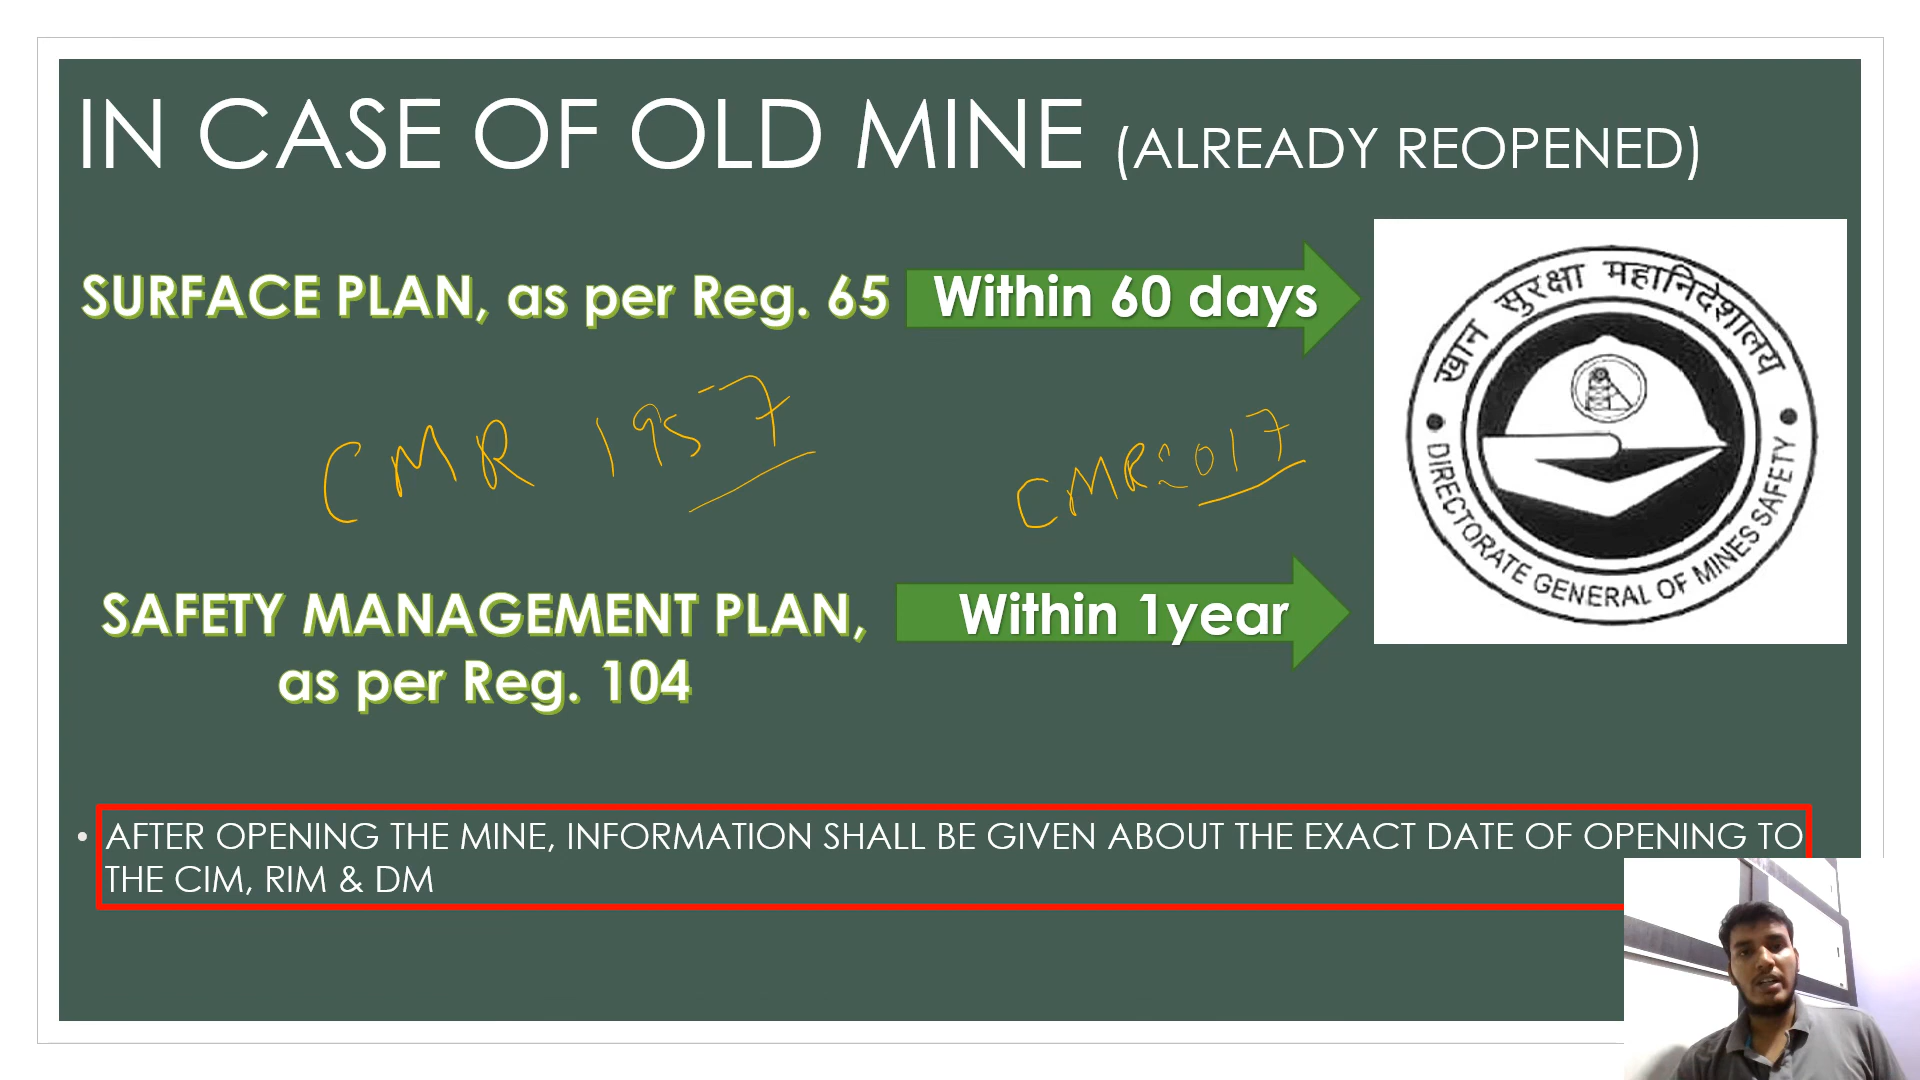 IN CASE OF OLD MINE (ALREADY REOPENED)
SURFACE PLAN, as per Reg. 65
Within 60 days
CMR 1957
CMR 2017
SAFETY MANAGEMENT PLAN,
as per Reg. 104
Within 1year
खान सुरक्षा महानिदेशालय
DIRECTORATE GENERAL OF MINES SAFETY
• AFTER OPENING THE MINE, INFORMATION SHALL BE GIVEN ABOUT THE EXACT DATE OF OPENING TO
THE CIM, RIM & DM